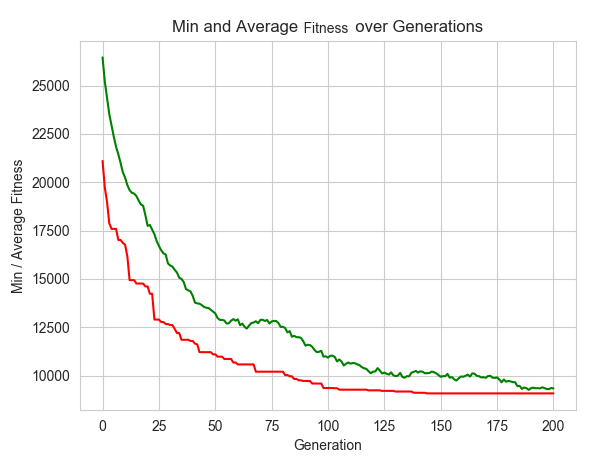 Min and Average Fitness over Generations
25000
22500
20000
17500
15000
12500
10000
Min / Average Fitness
0 25 50 75 100 125 150 175 200
Generation